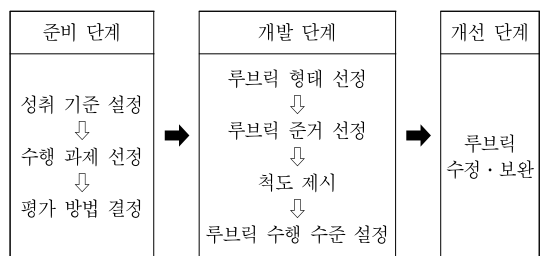 준비 단계
성취 기준 설정
수행 과제 선정
평가 방법 결정
개발 단계
루브릭 형태 선정
루브릭 준거 선정
척도 제시
루브릭 수행 수준 설정
개선 단계
루브릭
수정·보완